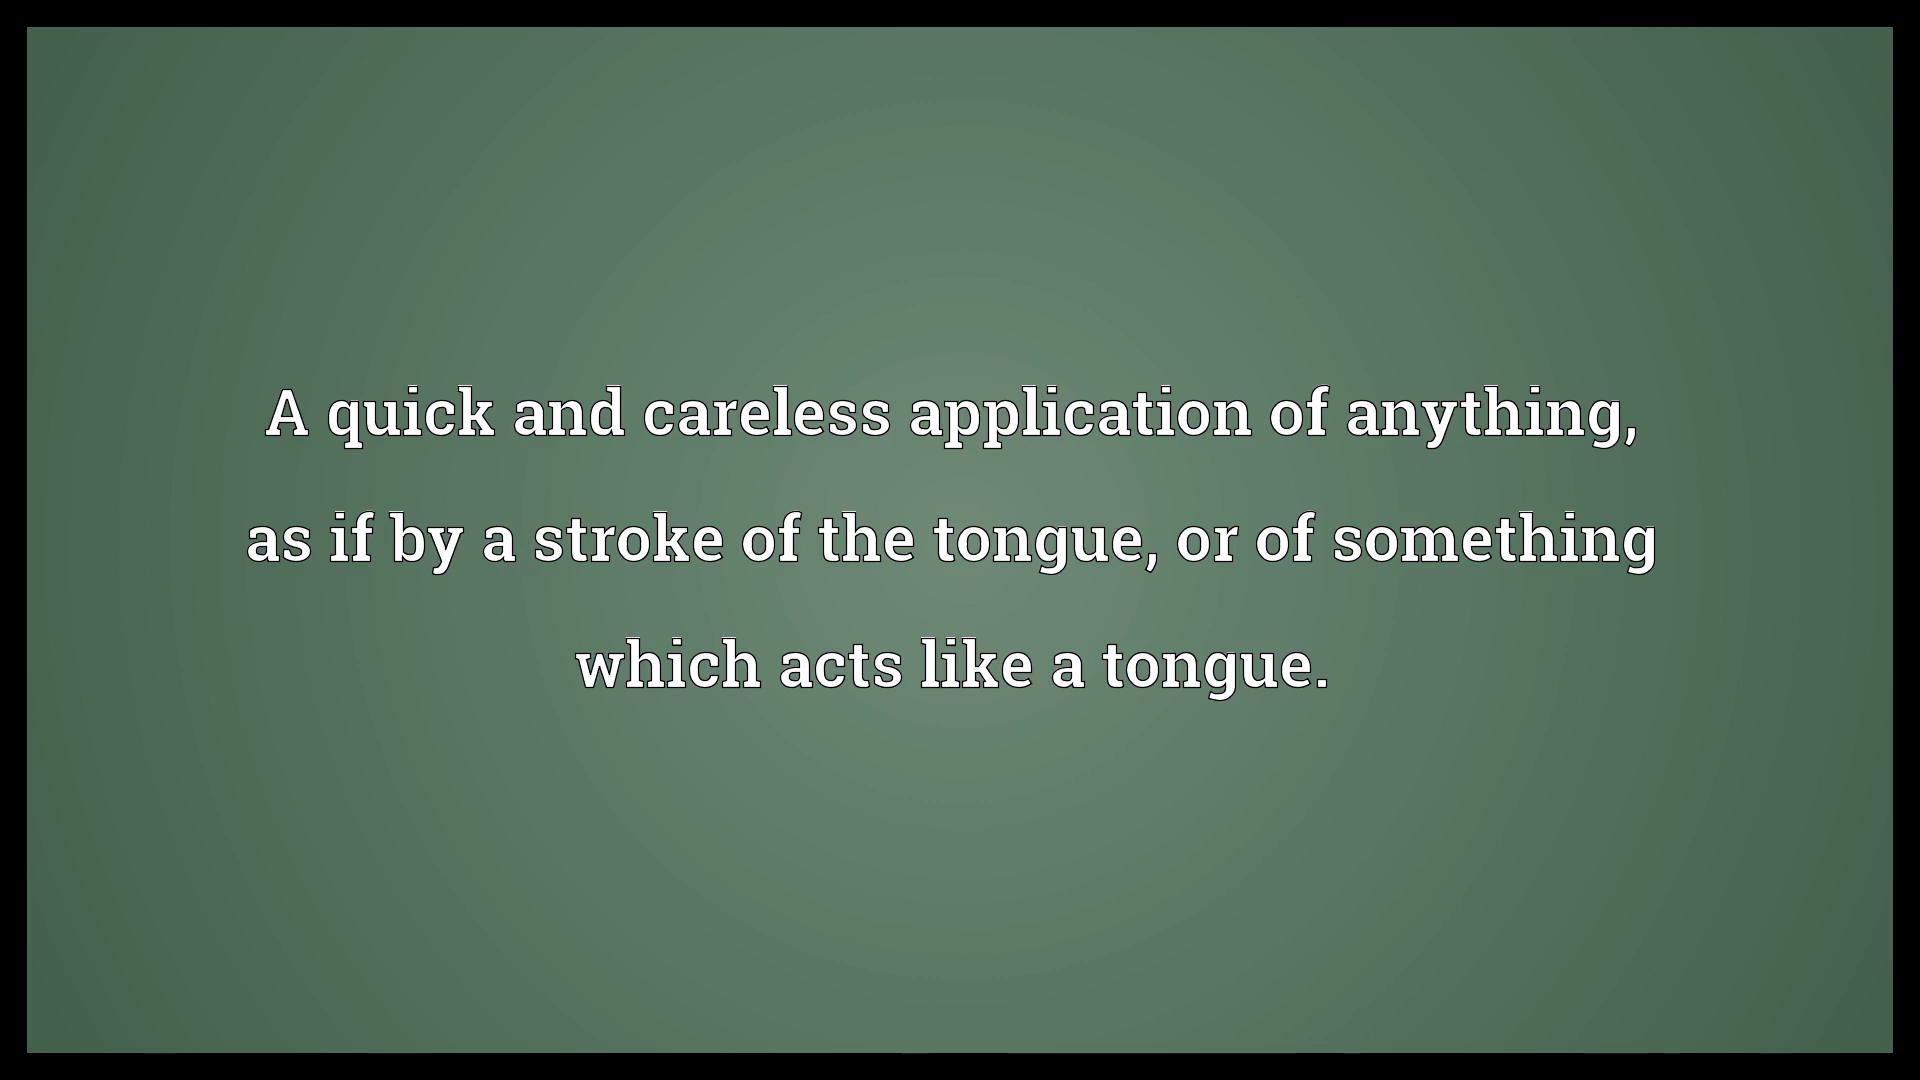 A quick and careless application of anything,
as if by a stroke of the tongue, or of something
which acts like a tongue.